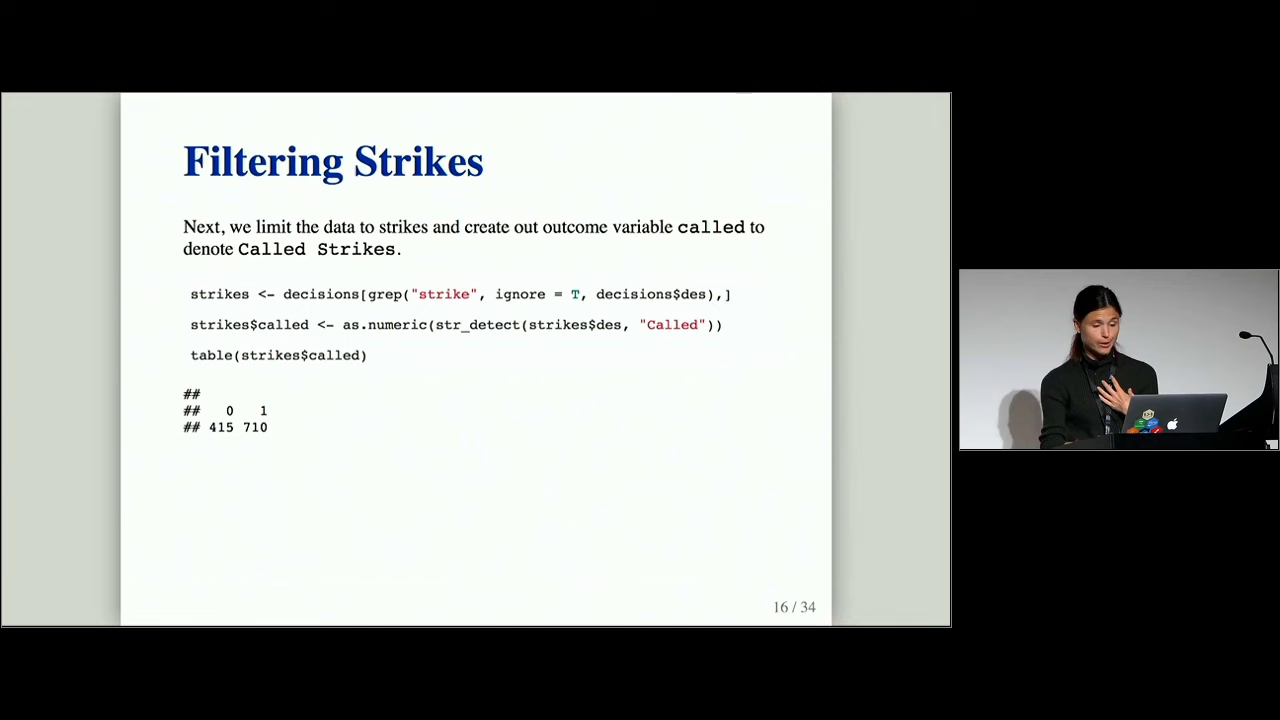 Filtering Strikes
Next, we limit the data to strikes and create out outcome variable called to
denote Called Strikes.
strikes <- decisions[grep("strike", ignore = T, decisions$des),]
strikes$called <- as.numeric(str_detect(strikes$des, "Called"))
table(strikes$called)
##
## 0 1
## 415 710
16 / 34